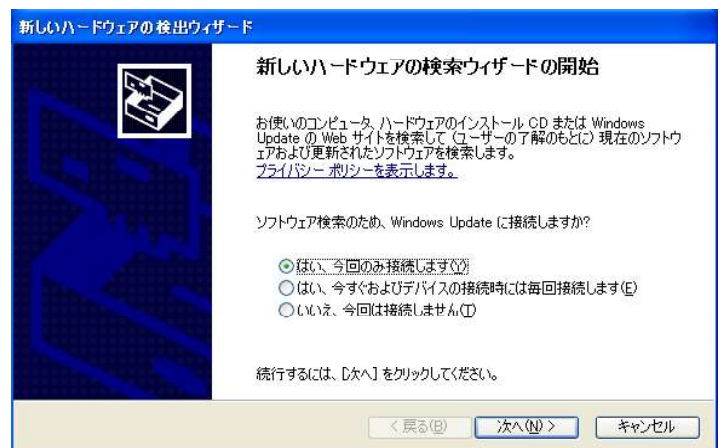 新しいハードウェアの検出ウィザード
新しいハードウェアの検索ウィザードの開始
お使いのコンピュータ、ハードウェアのインストール CD または Windows
Update の Web サイトを検索して (ユーザーの了解のもとに) 現在のソフトウ
ェアおよび更新されたソフトウェアを検索します。
プライバシー ポリシーを表示します。
ソフトウェア検索のため、Windows Update に接続しますか?
はい、今回のみ接続します(Y)
はい、今すぐおよびデバイスの接続時には毎回接続します(E)
いいえ、今回は接続しません(T)
続行するには、[次へ] をクリックしてください。
< 戻る(B) 次へ(N) > キャンセル